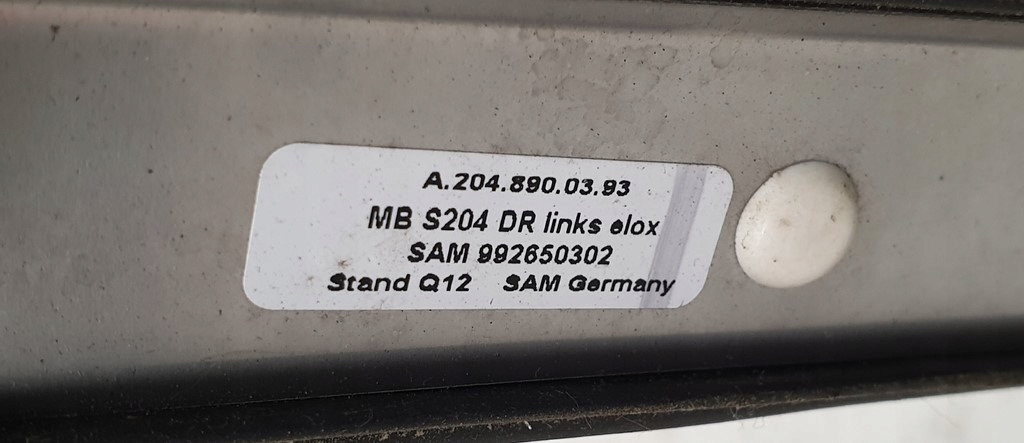 A.204.890.03.93
MB S204 DR links elox
SAM 992650302
Stand Q12 SAM Germany